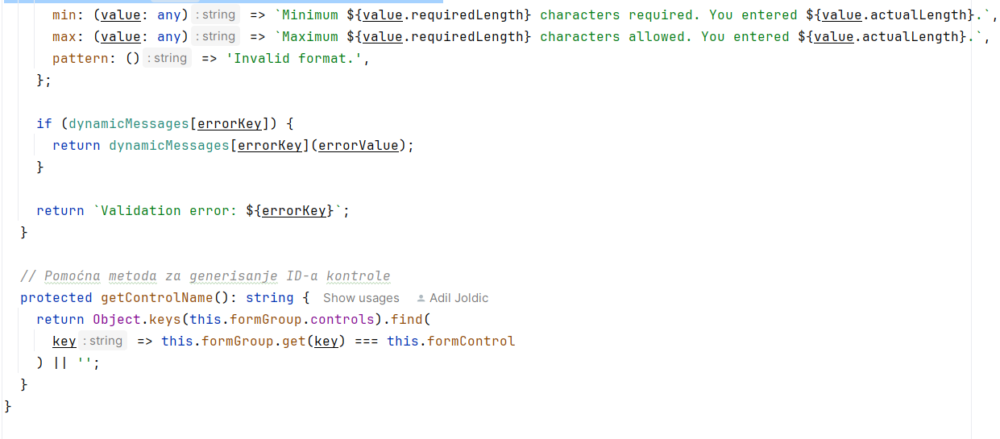 min: (value: any) : string => `Minimum ${value.requiredLength} characters required. You entered ${value.actualLength}.`,
max: (value: any) : string => `Maximum ${value.requiredLength} characters allowed. You entered ${value.actualLength}.`,
pattern: () : string => 'Invalid format.',
};
if (dynamicMessages[errorKey]) {
return dynamicMessages[errorKey](errorValue);
}
return `Validation error: ${errorKey}`;
}
// Pomoćna metoda za generisanje ID-a kontrole
protected getControlName(): string { Show usages Adil Joldic
return Object.keys(this.formGroup.controls).find(
key : string => this.formGroup.get(key) === this.formControl
) || '';
}
}